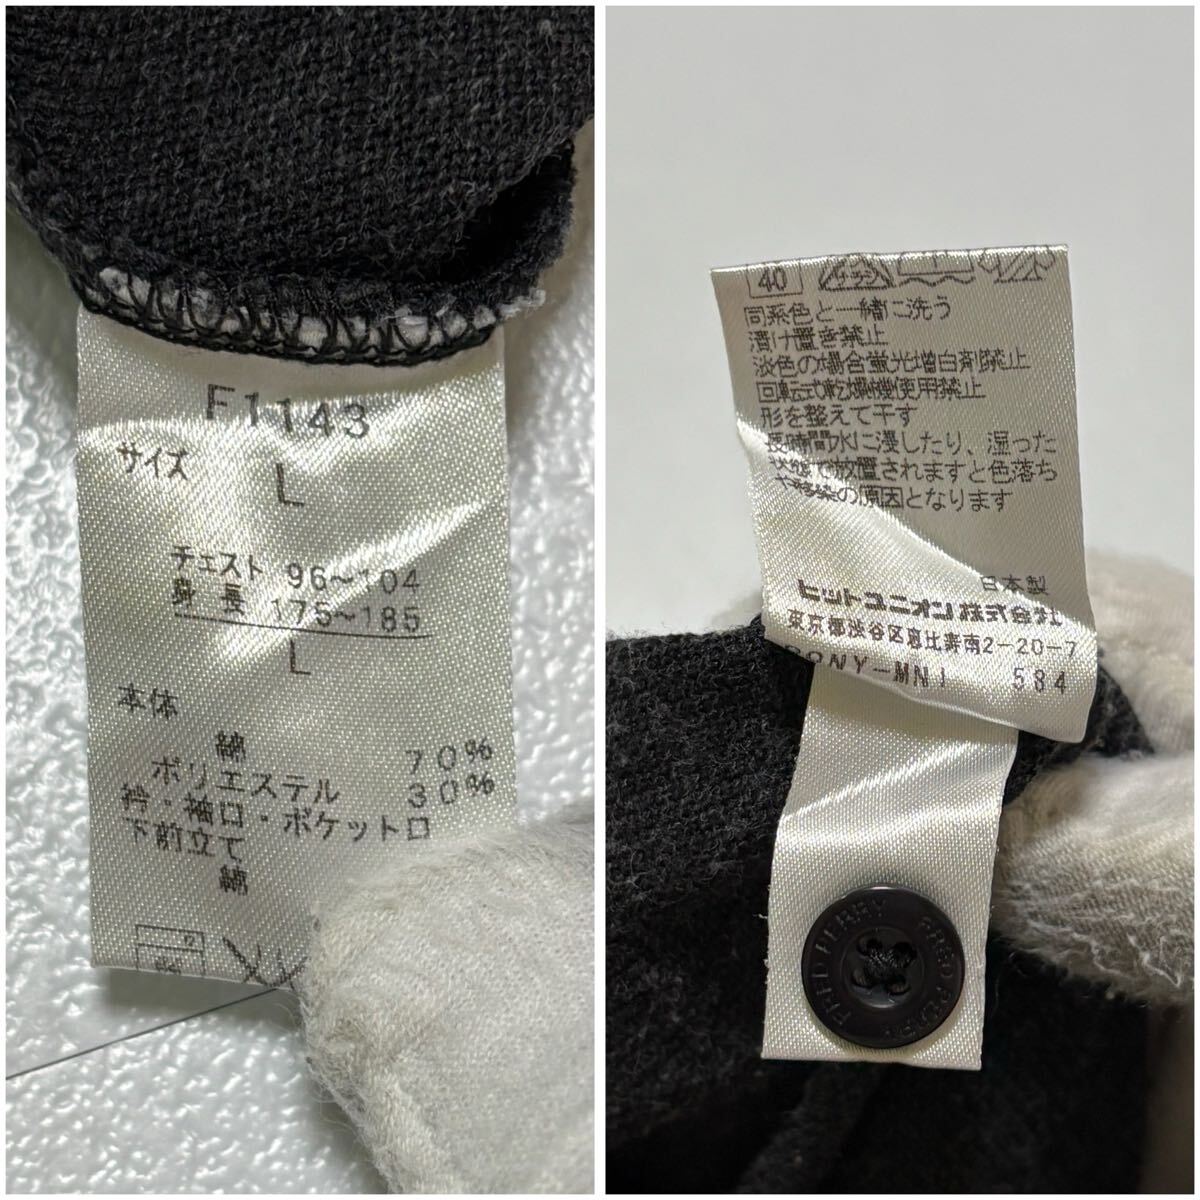 F1143
サイズ L
チェスト 96~104
身長 175~185
L
本体
綿 70%
ポリエステル 30%
衿・袖口・ポケット口
下前立て
綿
40
同系色と一緒に洗う
漬け置き禁止
淡色の場合蛍光増白剤禁止
回転式乾燥機使用禁止
形を整えて干す
長時間水に浸したり、湿った
状態で放置されますと色落ち
や移染の原因となります
日本製
ヒットユニオン株式会社
東京都渋谷区恵比寿南2-20-7
584
FRED PERRY FRED PERRY